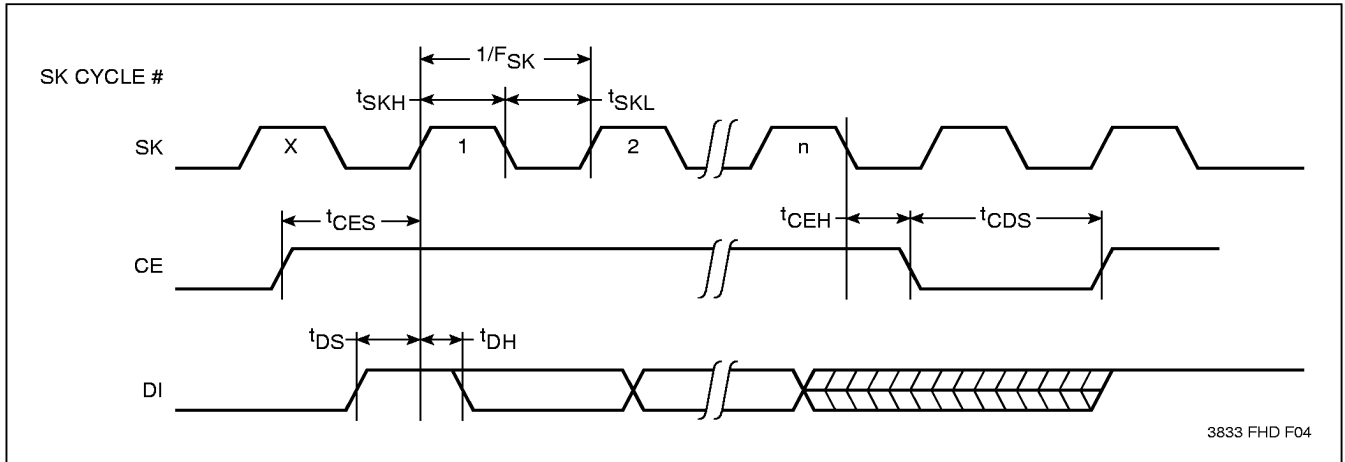 1/FSK
SK CYCLE #
tSKH
tSKL
SK
X
1
2
n
tCES
tCEH
tCDS
CE
tDS
tDH
DI
3833 FHD F04